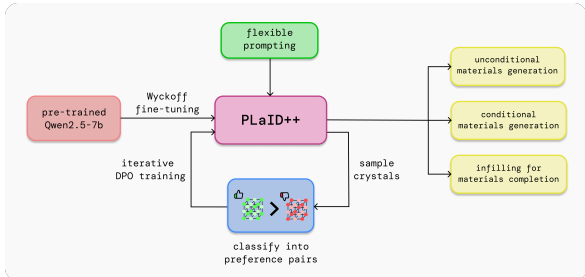 flexible
prompting
Wyckoff
fine-tuning
pre-trained
Qwen2.5-7b
PLaID++
unconditional
materials generation
conditional
materials generation
infilling for
materials completion
iterative
DPO training
sample
crystals
>
classify into
preference pairs